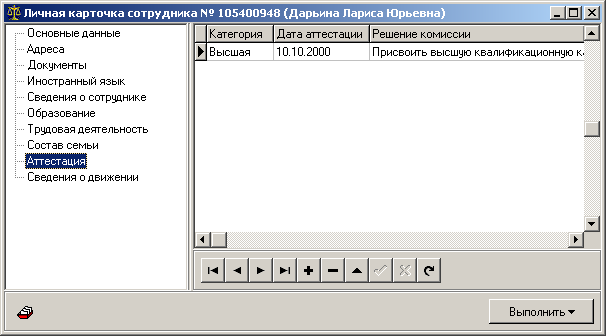 Личная карточка сотрудника № 105400948 (Дарьина Лариса Юрьевна)
Основные данные
Адреса
Документы
Иностранный язык
Сведения о сотруднике
Образование
Трудовая деятельность
Состав семьи
Аттестация
Сведения о движении
Категория Дата аттестации Решение комиссии
Высшая 10.10.2000 Присвоить высшую квалификационную
Выполнить